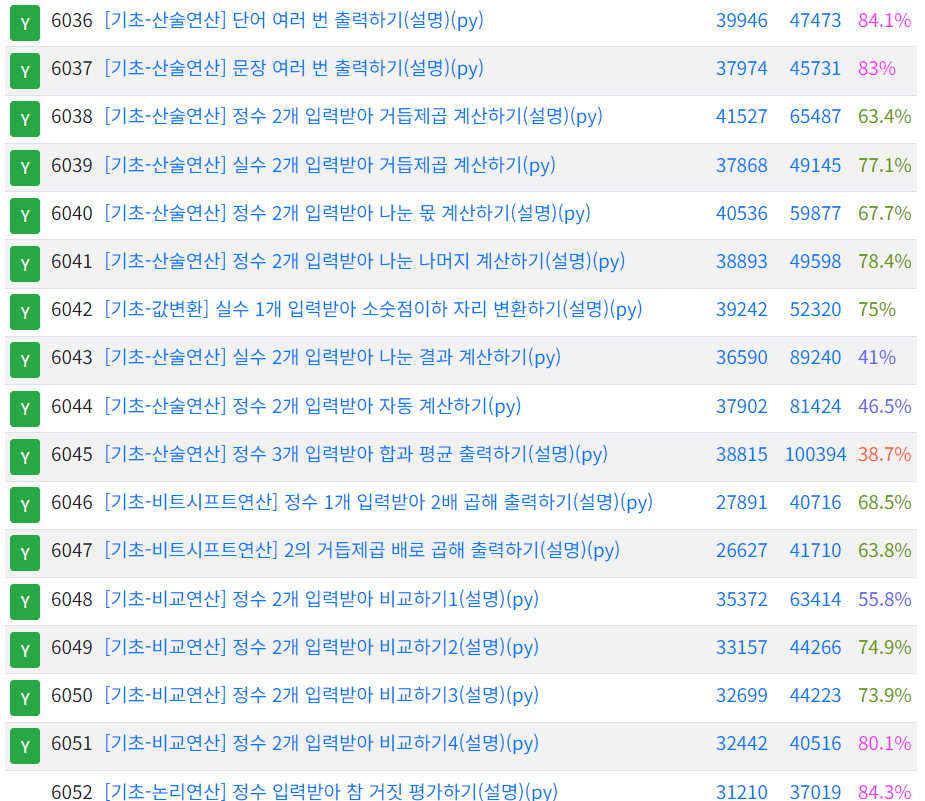 Y 6036 [기초-산술연산] 단어 여러 번 출력하기(설명)(py) 39946 47473 84.1%
Y 6037 [기초-산술연산] 문장 여러 번 출력하기(설명)(py) 37974 45731 83%
Y 6038 [기초-산술연산] 정수 2개 입력받아 거듭제곱 계산하기(설명)(py) 41527 65487 63.4%
Y 6039 [기초-산술연산] 실수 2개 입력받아 거듭제곱 계산하기(py) 37868 49145 77.1%
Y 6040 [기초-산술연산] 정수 2개 입력받아 나눈 몫 계산하기(설명)(py) 40536 59877 67.7%
Y 6041 [기초-산술연산] 정수 2개 입력받아 나눈 나머지 계산하기(설명)(py) 38893 49598 78.4%
Y 6042 [기초-값변환] 실수 1개 입력받아 소숫점이하 자리 변환하기(설명)(py) 39242 52320 75%
Y 6043 [기초-산술연산] 실수 2개 입력받아 나눈 결과 계산하기(py) 36590 89240 41%
Y 6044 [기초-산술연산] 정수 2개 입력받아 자동 계산하기(py) 37902 81424 46.5%
Y 6045 [기초-산술연산] 정수 3개 입력받아 합과 평균 출력하기(설명)(py) 38815 100394 38.7%
Y 6046 [기초-비트시프트연산] 정수 1개 입력받아 2배 곱해 출력하기(설명)(py) 27891 40716 68.5%
Y 6047 [기초-비트시프트연산] 2의 거듭제곱 배로 곱해 출력하기(설명)(py) 26627 41710 63.8%
Y 6048 [기초-비교연산] 정수 2개 입력받아 비교하기1(설명)(py) 35372 63414 55.8%
Y 6049 [기초-비교연산] 정수 2개 입력받아 비교하기2(설명)(py) 33157 44266 74.9%
Y 6050 [기초-비교연산] 정수 2개 입력받아 비교하기3(설명)(py) 32699 44223 73.9%
Y 6051 [기초-비교연산] 정수 2개 입력받아 비교하기4(설명)(py) 32442 40516 80.1%
6052 [기초-논리연산] 정수 입력받아 참 거짓 평가하기(설명)(py) 31210 37019 84.3%